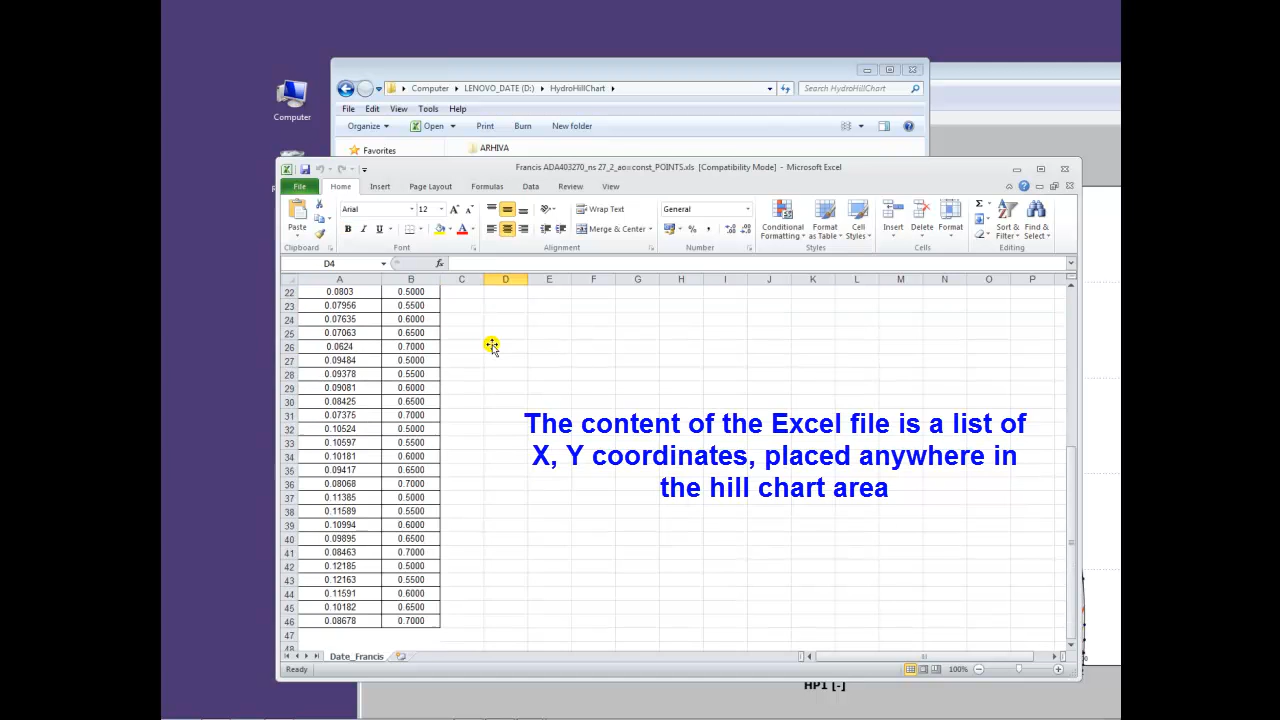 Computer
Computer LENOVO_DATE (D:) HydroHillChart
Search HydroHillChart
File Edit View Tools Help
Organize Open Print Burn New folder
Favorites
ARHIVA
[Compatibility Mode] - Microsoft Excel
File Home Insert Page Layout Formulas Data Review View
Arial 12 Wrap Text General
Paste B I U Merge & Center % Conditional Formatting Format as Table Cell Styles Insert Delete Format Sort & Filter Find & Select
Clipboard Font Alignment Number Styles Cells Editing
D4 fx
A B C D E F G H I J K L M N O P
22 0.0803 0.5000
23 0.07956 0.5500
24 0.07635 0.6000
25 0.07063 0.6500
26 0.0624 0.7000
27 0.09484 0.5000
28 0.09378 0.5500
29 0.09081 0.6000
30 0.08425 0.6500
31 0.07375 0.7000
32 0.10524 0.5000
33 0.10597 0.5500
34 0.10181 0.6000
35 0.09417 0.6500
36 0.08068 0.7000
37 0.11385 0.5000
38 0.11589 0.5500
39 0.10994 0.6000
40 0.09895 0.6500
41 0.08463 0.7000
42 0.12185 0.5000
43 0.12163 0.5500
44 0.11591 0.6000
45 0.10182 0.6500
46 0.08678 0.7000
47
48
The content of the Excel file is a list of
X, Y coordinates, placed anywhere in
the hill chart area
Date_Francis
Ready 100%
HP1 [-]